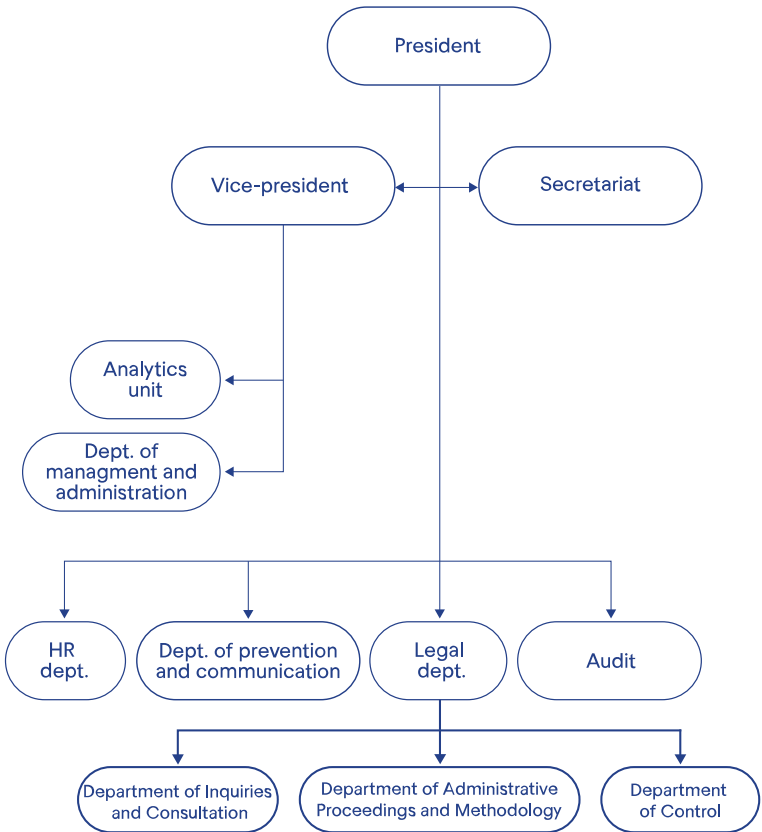 President
Vice-president
Secretariat
Analytics
unit
Dept. of
managment and
administration
HR
dept.
Dept. of prevention
and communication
Legal
dept.
Audit
Department of Inquiries
and Consultation
Department of Administrative
Proceedings and Methodology
Department
of Control